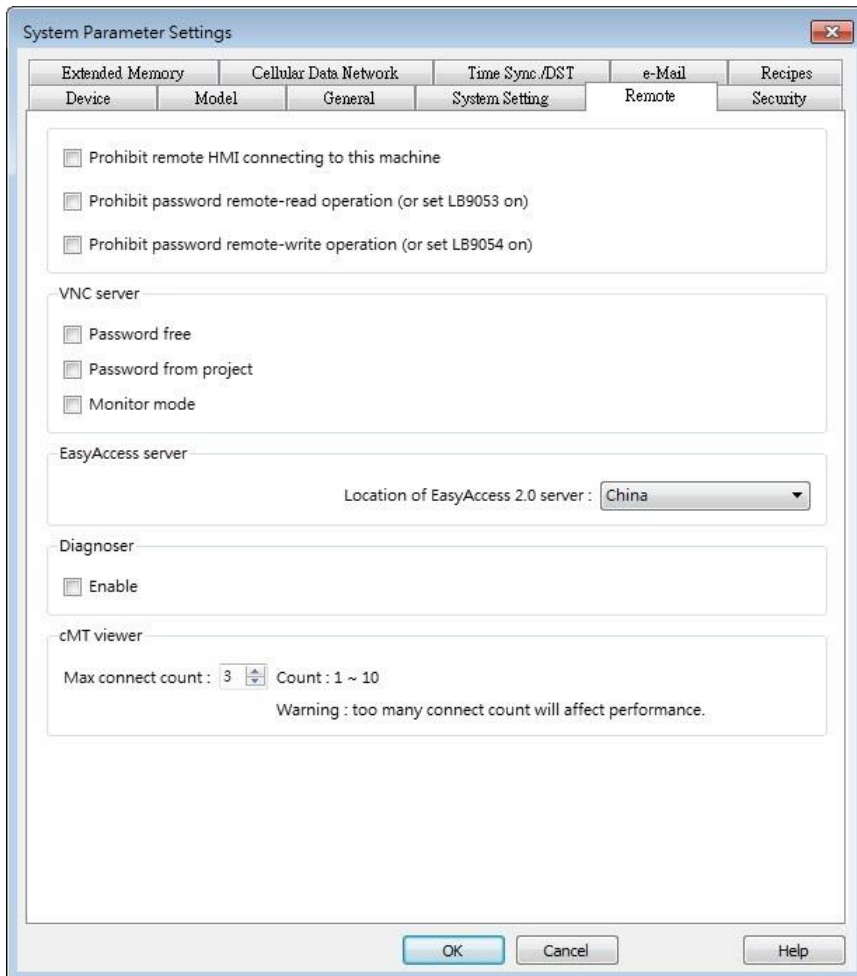 System Parameter Settings
Extended Memory Cellular Data Network Time Sync./DST e-Mail Recipes
Device Model General System Setting Remote Security
Prohibit remote HMI connecting to this machine
Prohibit password remote-read operation (or set LB9053 on)
Prohibit password remote-write operation (or set LB9054 on)
VNC server
Password free
Password from project
Monitor mode
EasyAccess server
Location of EasyAccess 2.0 server : China
Diagnoser
Enable
cMT viewer
Max connect count : 3 Count : 1 ~ 10
Warning : too many connect count will affect performance.
OK Cancel Help